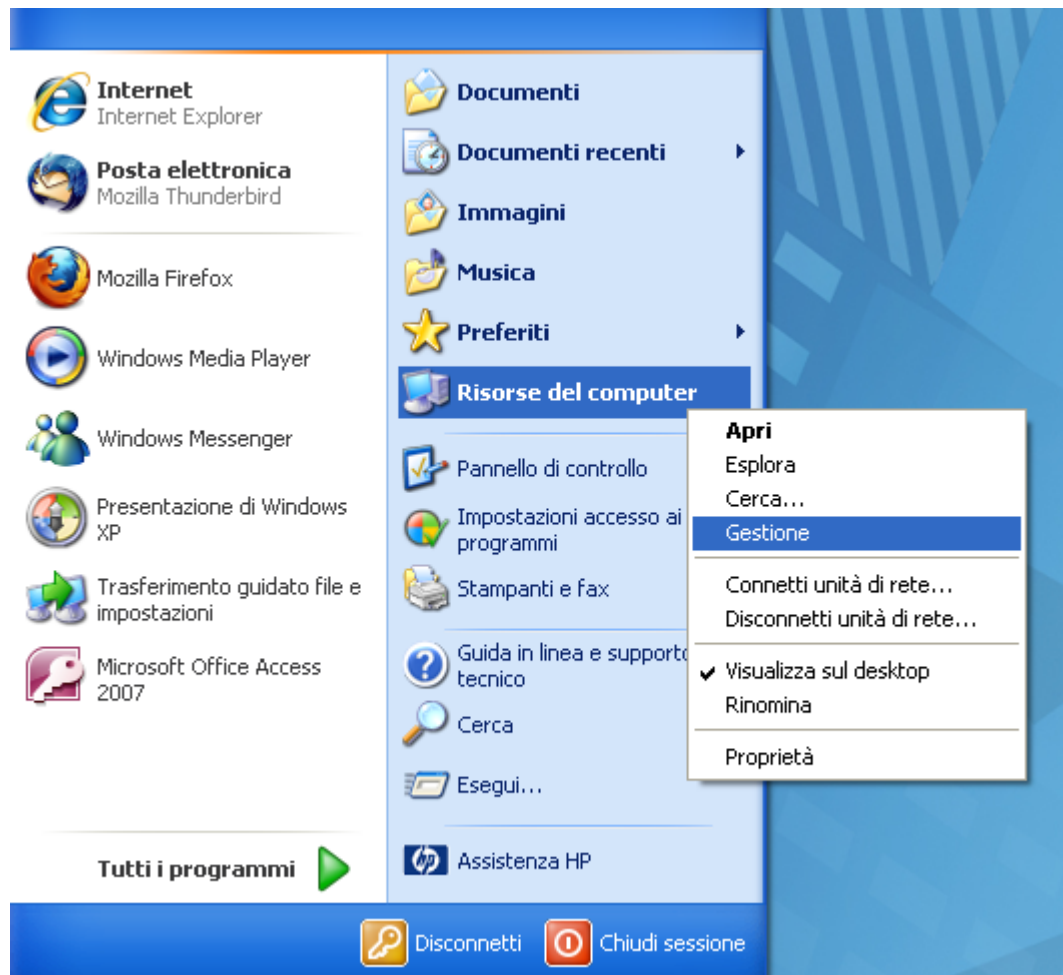 Internet
Internet Explorer
Posta elettronica
Mozilla Thunderbird
Mozilla Firefox
Windows Media Player
Windows Messenger
Presentazione di Windows
XP
Trasferimento guidato file e
impostazioni
Microsoft Office Access
2007
Tutti i programmi
Documenti
Documenti recenti
Immagini
Musica
Preferiti
Risorse del computer
Pannello di controllo
Impostazioni accesso ai
programmi
Stampanti e fax
Guida in linea e supporto
tecnico
Cerca
Esegui...
hp
Assistenza HP
Apri
Esplora
Cerca...
Gestione
Connetti unità di rete...
Disconnetti unità di rete...
Visualizza sul desktop
Rinomina
Proprietà
Disconnetti
Chiudi sessione